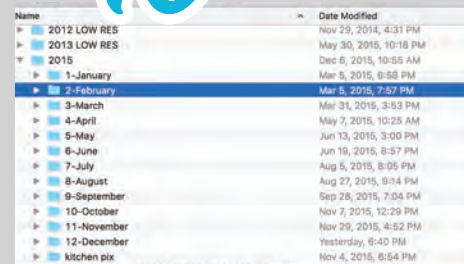 Name Date Modified
2012 LOW RES Nov 29, 2014, 4:31 PM
2013 LOW RES May 30, 2015, 10:18 PM
2015 Dec 6, 2015, 10:55 AM
1-January Mar 5, 2015, 6:58 PM
2-February Mar 5, 2015, 7:57 PM
3-March Mar 31, 2015, 3:53 PM
4-April May 7, 2015, 10:25 AM
5-May Jun 13, 2015, 3:00 PM
6-June Jun 19, 2015, 8:57 PM
7-July Aug 5, 2015, 8:05 PM
8-August Aug 27, 2015, 9:14 PM
9-September Sep 28, 2015, 7:04 PM
10-October Nov 7, 2015, 12:29 PM
11-November Nov 29, 2015, 4:52 PM
12-December Yesterday, 6:40 PM
kitchen pix Nov 4, 2015, 6:54 PM